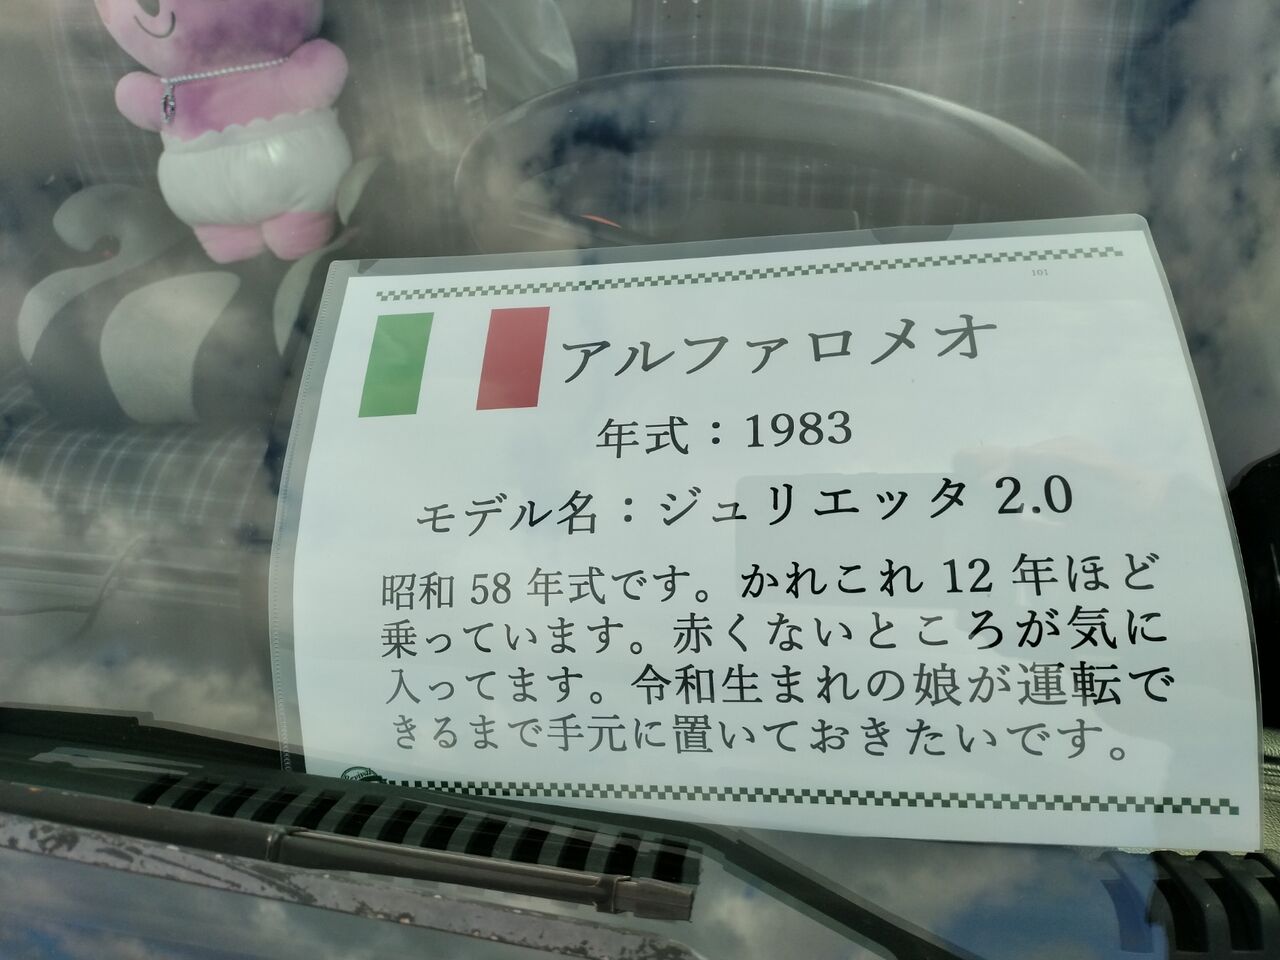 101
アルファロメオ
年式：1983
モデル名：ジュリエッタ 2.0
昭和 58 年式です。かれこれ 12 年ほど
乗っています。赤くないところが気に
入ってます。令和生まれの娘が運転で
きるまで手元に置いておきたいです。